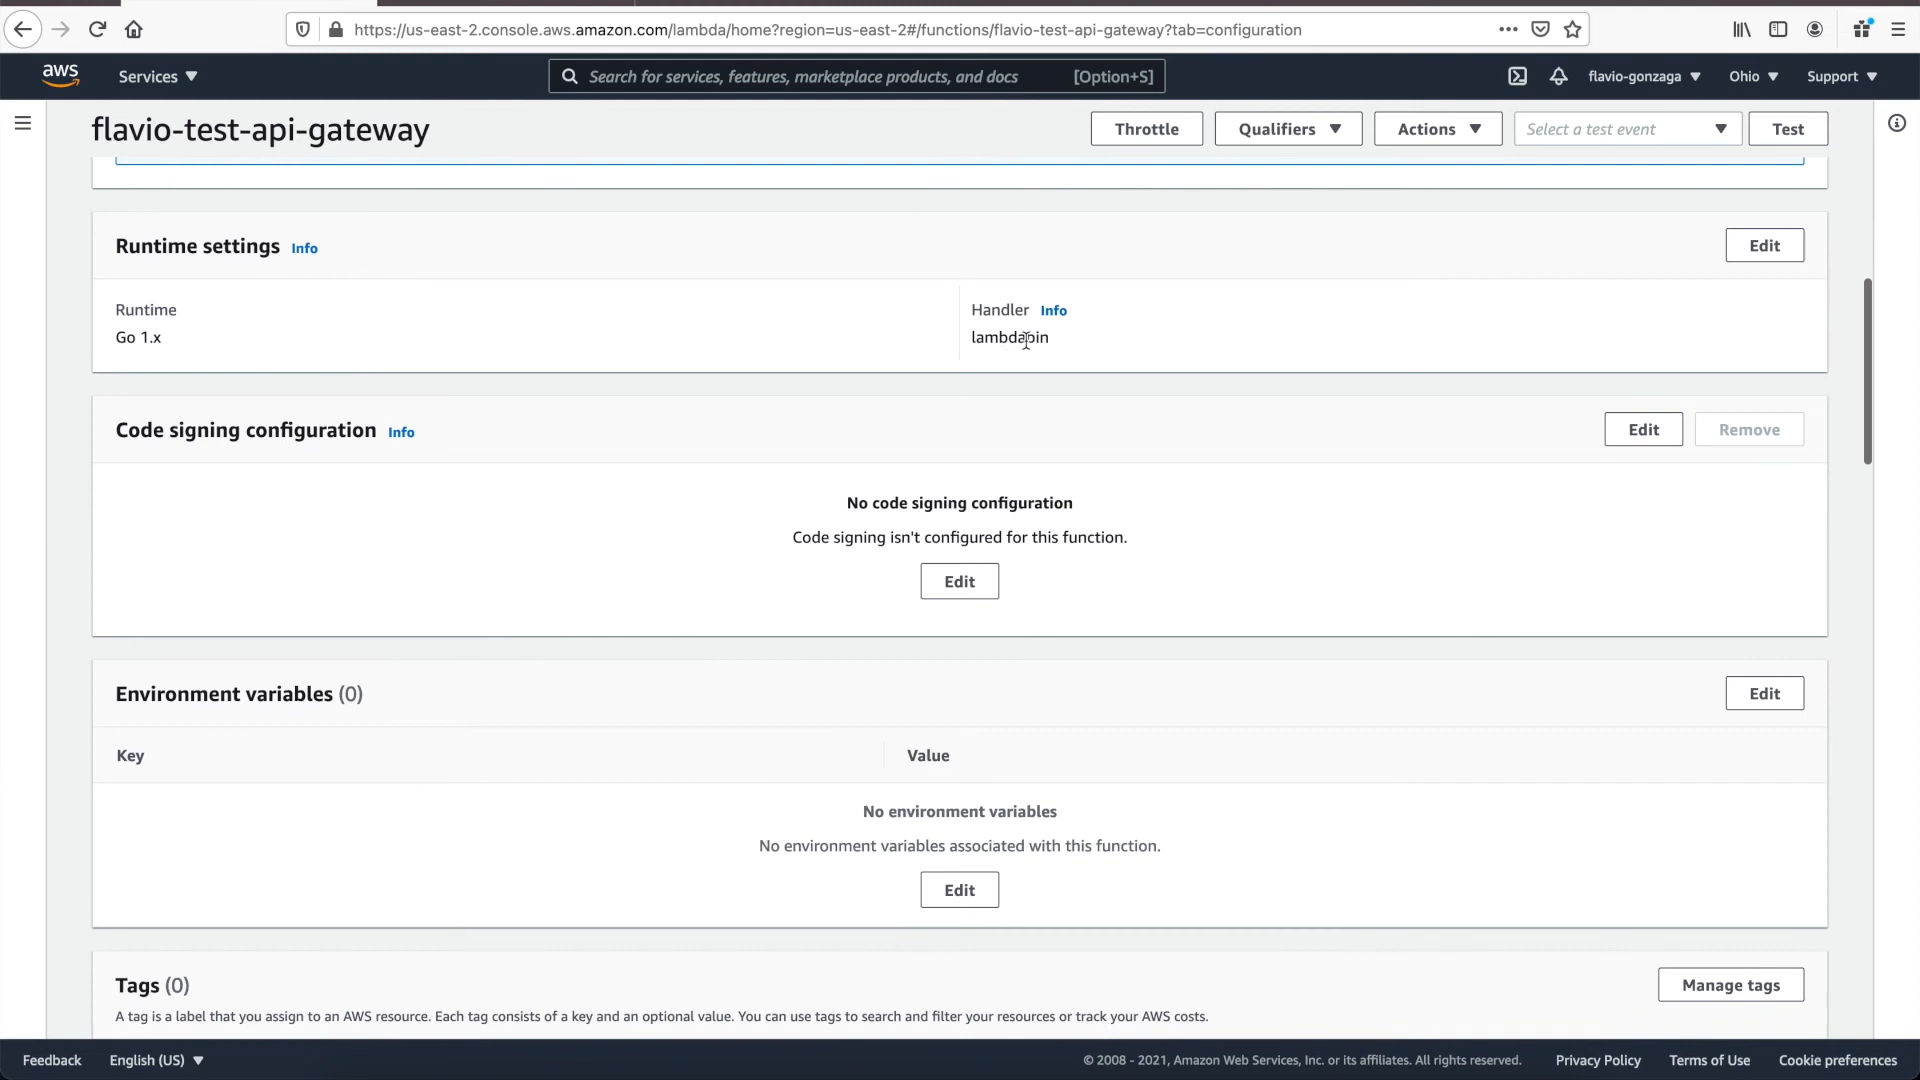 https://us-east-2.console.aws.amazon.com/lambda/home?region=us-east-2#/functions/flavio-test-api-gateway?tab=configuration
aws
Services
Search for services, features, marketplace products, and docs
[Option+S]
flavio-gonzaga
Ohio
Support
flavio-test-api-gateway
Throttle
Qualifiers
Actions
Select a test event
Test
Runtime settings Info
Edit
Runtime
Go 1.x
Handler Info
lambdabin
Code signing configuration Info
Edit
Remove
No code signing configuration
Code signing isn't configured for this function.
Edit
Environment variables (0)
Edit
Key
Value
No environment variables
No environment variables associated with this function.
Edit
Tags (0)
Manage tags
A tag is a label that you assign to an AWS resource. Each tag consists of a key and an optional value. You can use tags to search and filter your resources or track your AWS costs.
Feedback
English (US)
© 2008 - 2021, Amazon Web Services, Inc. or its affiliates. All rights reserved.
Privacy Policy
Terms of Use
Cookie preferences